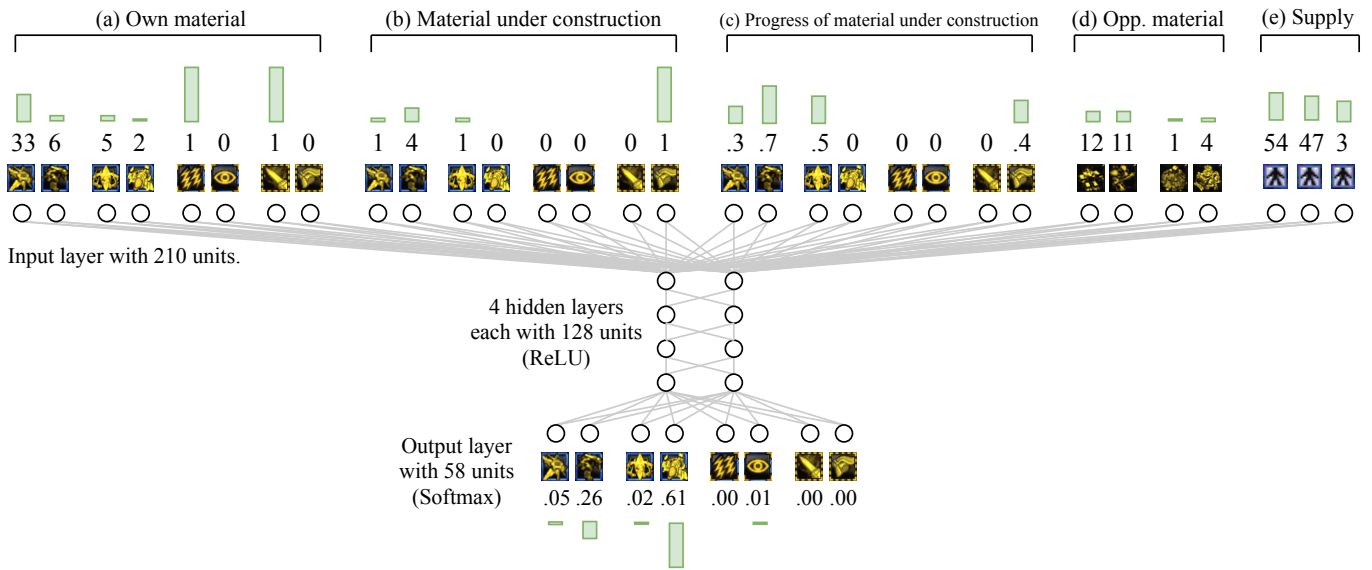 (a) Own material (b) Material under construction (c) Progress of material under construction (d) Opp. material (e) Supply
33 6 5 2 1 0 1 0 1 4 1 0 0 0 0 1 .3 .7 .5 0 0 0 0 .4 12 11 1 4 54 47 3
Input layer with 210 units.
4 hidden layers
each with 128 units
(ReLU)
Output layer
with 58 units
(Softmax)
.05 .26 .02 .61 .00 .01 .00 .00